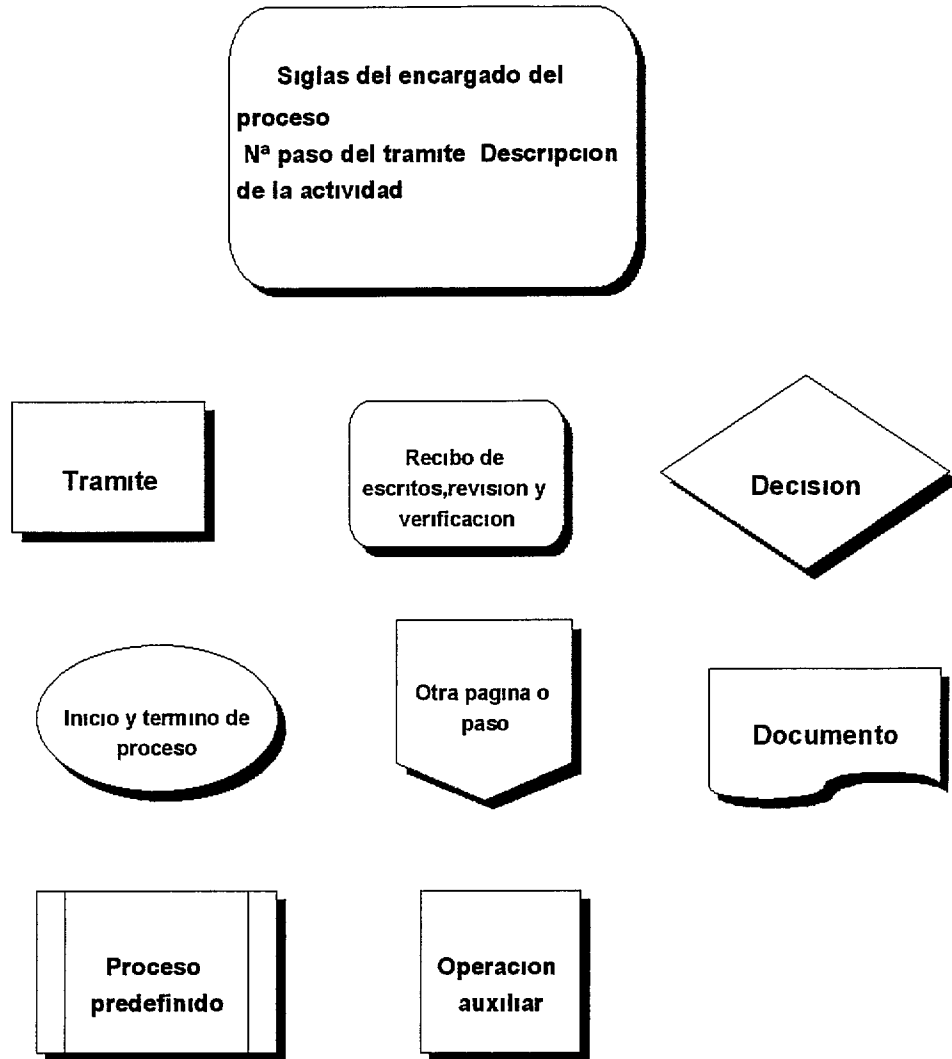 Siglas del encargado del
proceso
Nª paso del tramite Descripcion
de la actividad
Tramite
Recibo de
escritos,revision y
verificacion
Decision
Inicio y termino de
proceso
Otra pagina o
paso
Documento
Proceso
predefinido
Operacion
auxiliar